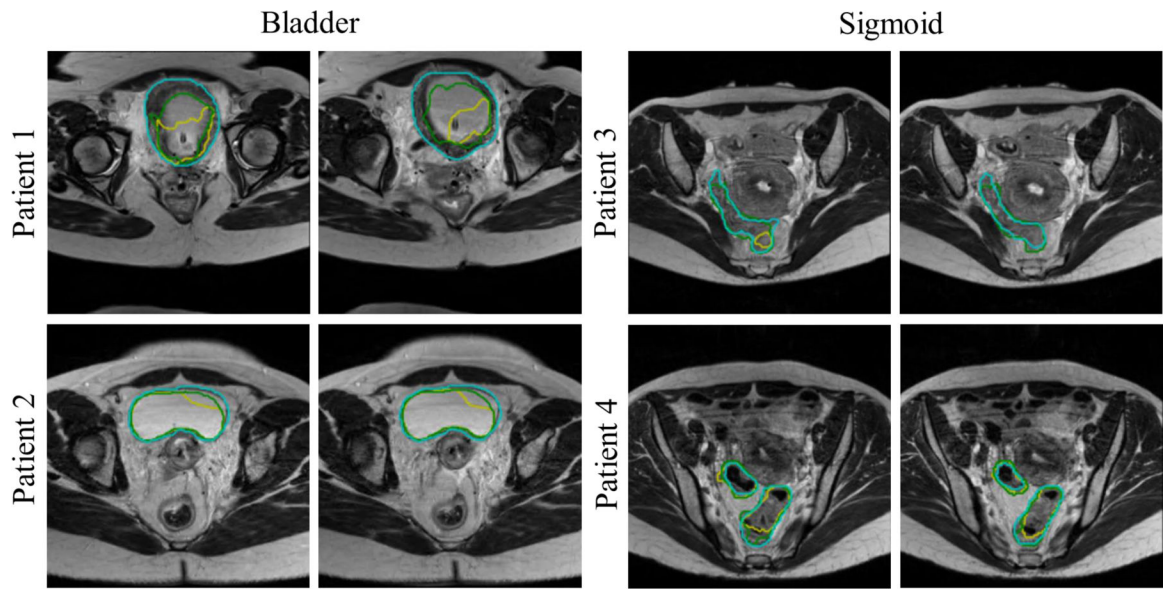 Bladder
Sigmoid
Patient 1
Patient 3
Patient 2
Patient 4